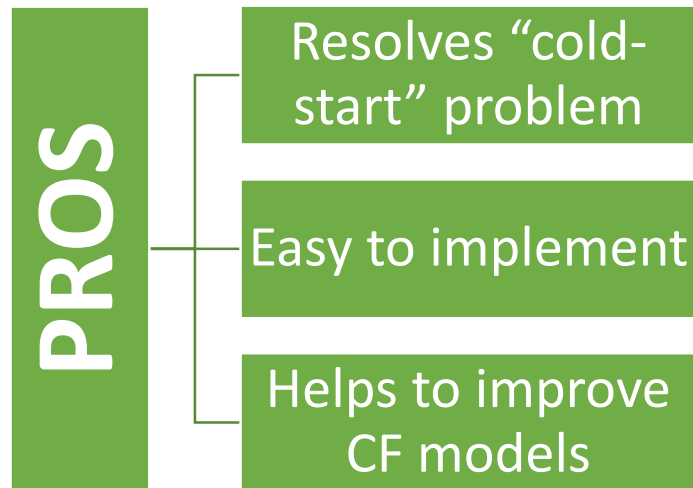 PROS
Resolves “cold-
start” problem
Easy to implement
Helps to improve
CF models